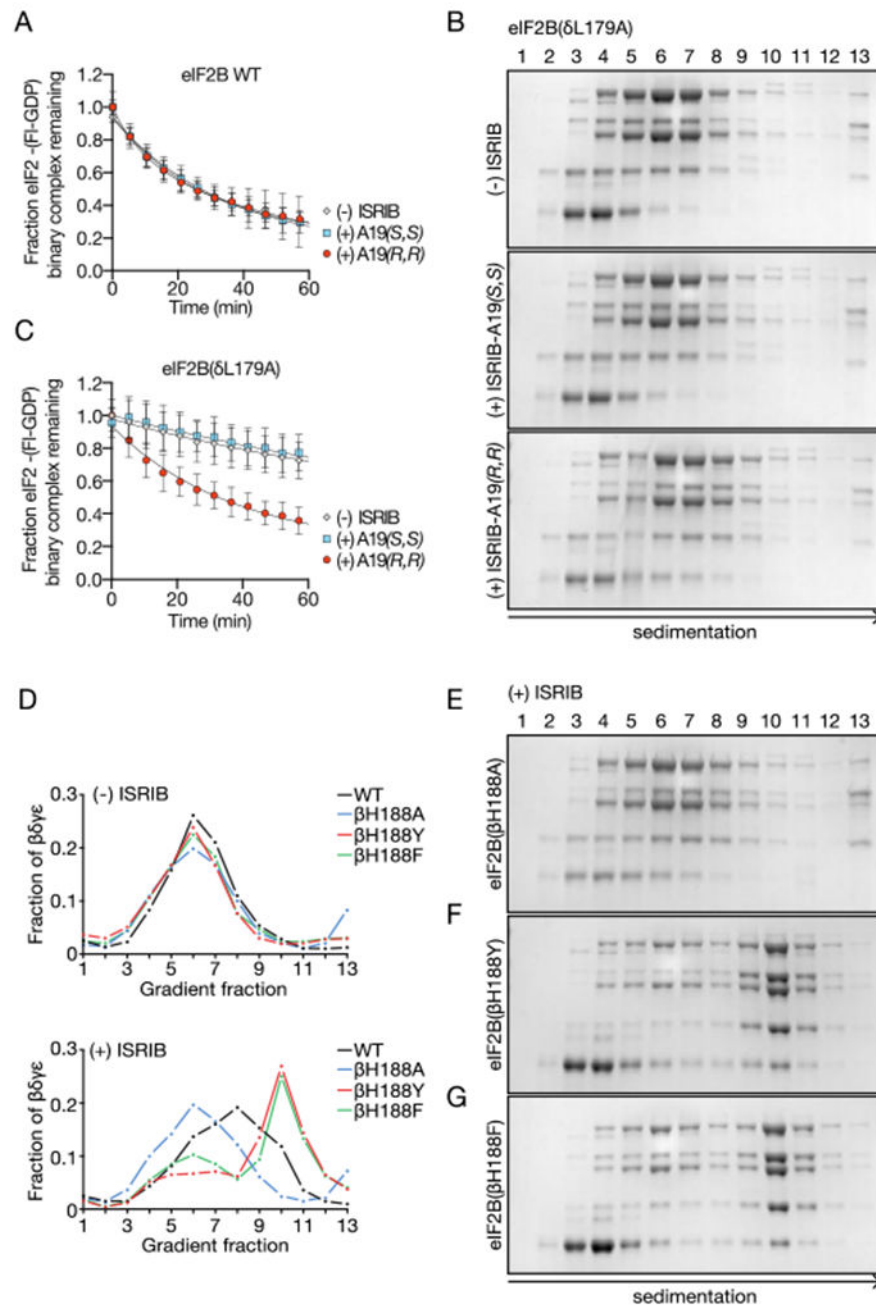 A
eIF2B WT
Fraction eIF2 -(Fl-GDP)
binary complex remaining
1.2
1.0
0.8
0.6
0.4
0.2
0.0
0 20 40 60
Time (min)
(-) ISRIB
(+) A19(S,S)
(+) A19(R,R)
B
eIF2B(δL179A)
1 2 3 4 5 6 7 8 9 10 11 12 13
(-) ISRIB
(+) ISRIB-A19(S,S)
(+) ISRIB-A19(R,R)
sedimentation
C
eIF2B(δL179A)
Fraction eIF2 -(Fl-GDP)
binary complex remaining
1.2
1.0
0.8
0.6
0.4
0.2
0.0
0 20 40 60
Time (min)
(-) ISRIB
(+) A19(S,S)
(+) A19(R,R)
D
(-) ISRIB
WT
βH188A
βH188Y
βH188F
Fraction of βδγε
0.3
0.2
0.1
0
1 3 5 7 9 11 13
Gradient fraction
(+) ISRIB
WT
βH188A
βH188Y
βH188F
Fraction of βδγε
0.3
0.2
0.1
0
1 3 5 7 9 11 13
Gradient fraction
E
(+) ISRIB
1 2 3 4 5 6 7 8 9 10 11 12 13
eIF2B(βH188A)
F
eIF2B(βH188Y)
G
eIF2B(βH188F)
sedimentation